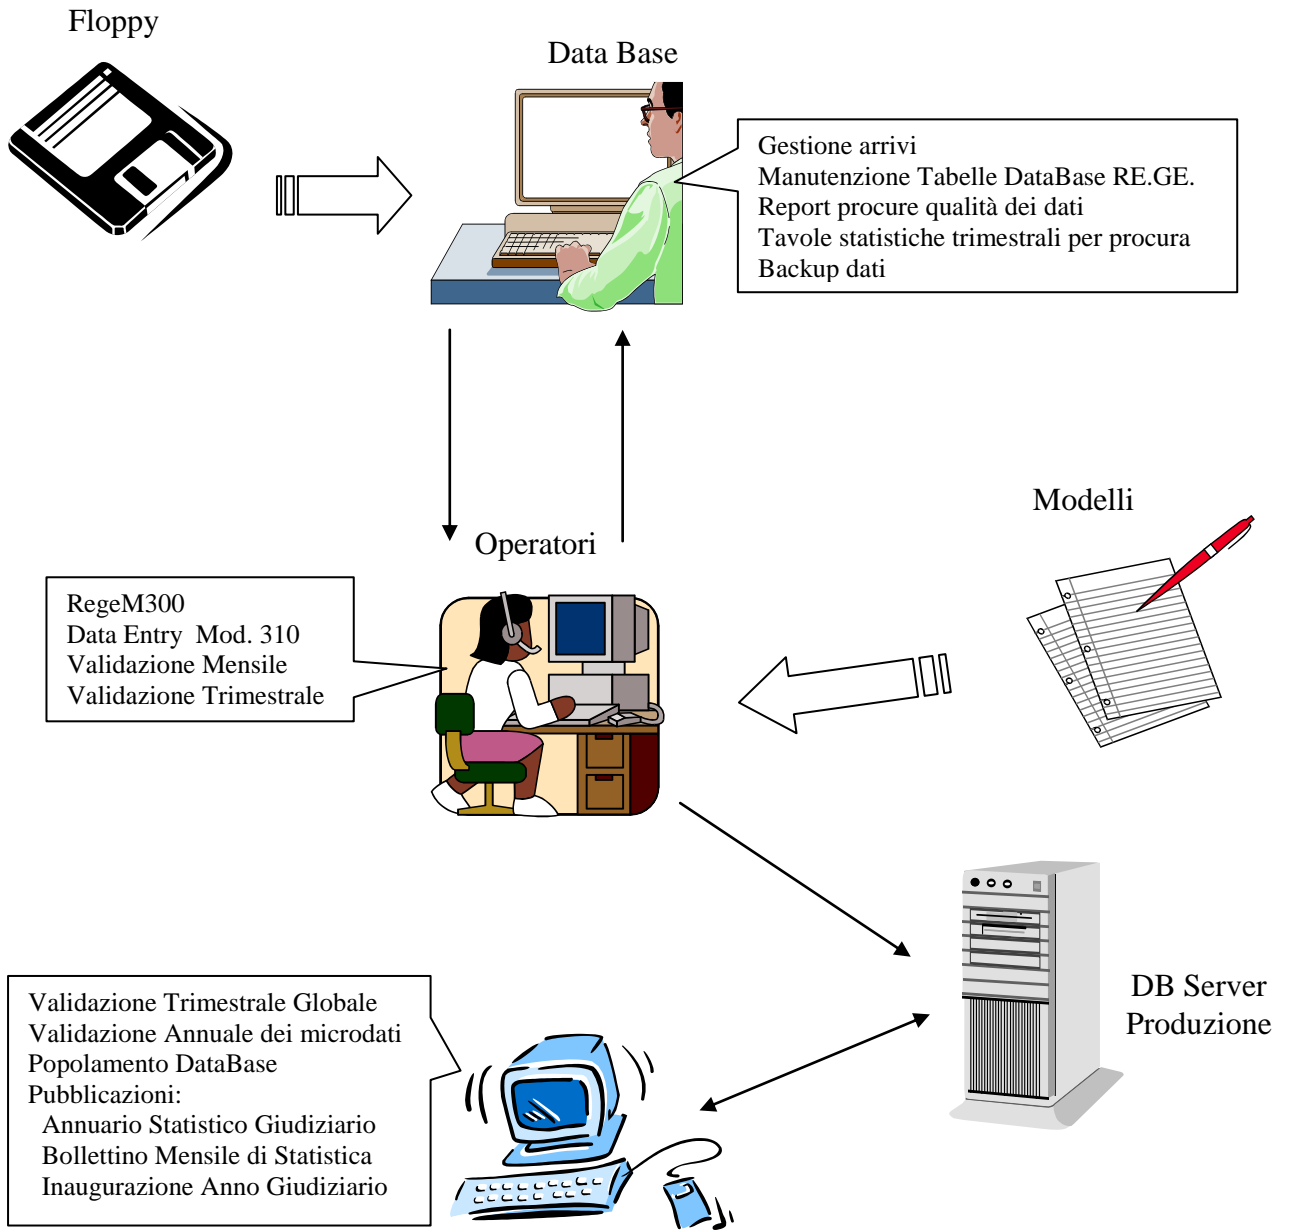 Floppy
Data Base
Gestione arrivi
Manutenzione Tabelle DataBase RE.GE.
Report procure qualità dei dati
Tavole statistiche trimestrali per procura
Backup dati
Modelli
Operatori
RegeM300
Data Entry  Mod. 310
Validazione Mensile
Validazione Trimestrale
DB Server
Produzione
Validazione Trimestrale Globale
Validazione Annuale dei microdati
Popolamento DataBase
Pubblicazioni:
Annuario Statistico Giudiziario
Bollettino Mensile di Statistica
Inaugurazione Anno Giudiziario